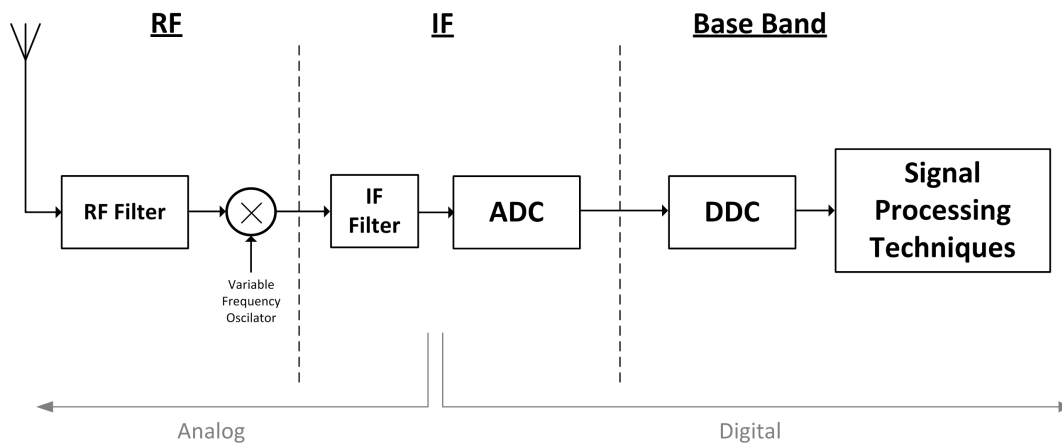 RF
IF
Base Band
RF Filter
Variable
Frequency
Oscilator
IF
Filter
ADC
DDC
Signal
Processing
Techniques
Analog
Digital